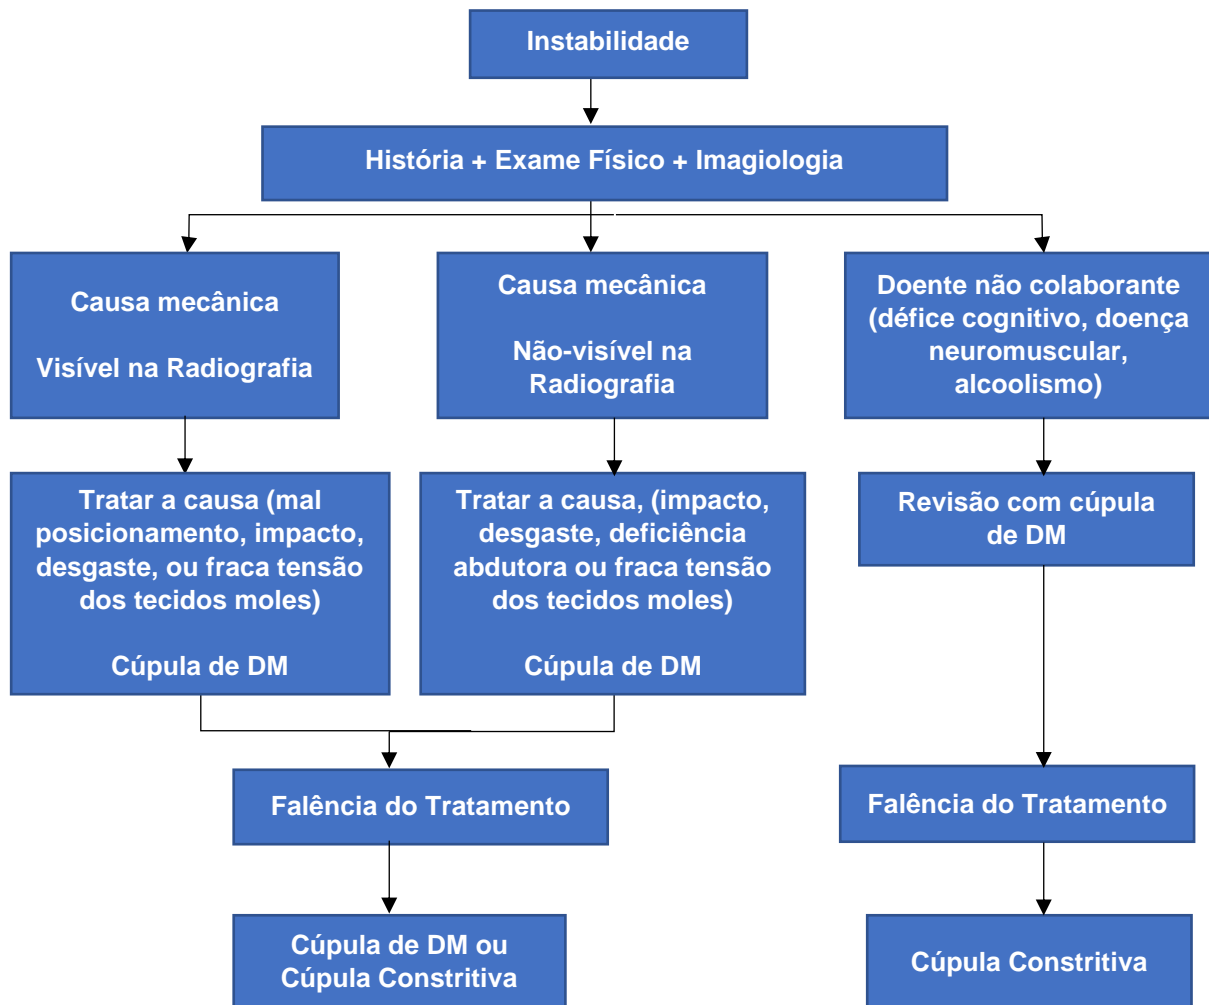 Instabilidade
História + Exame Físico + Imagiologia
Causa mecânica
Visível na Radiografia
Causa mecânica
Não-visível na
Radiografia
Doente não colaborante
(défice cognitivo, doença
neuromuscular,
alcoolismo)
Tratar a causa (mal
posicionamento, impacto,
desgaste, ou fraca tensão
dos tecidos moles)
Cúpula de DM
Tratar a causa, (impacto,
desgaste, deficiência
abdutora ou fraca tensão
dos tecidos moles)
Cúpula de DM
Revisão com cúpula
de DM
Falência do Tratamento
Falência do Tratamento
Cúpula de DM ou
Cúpula Constritiva
Cúpula Constritiva